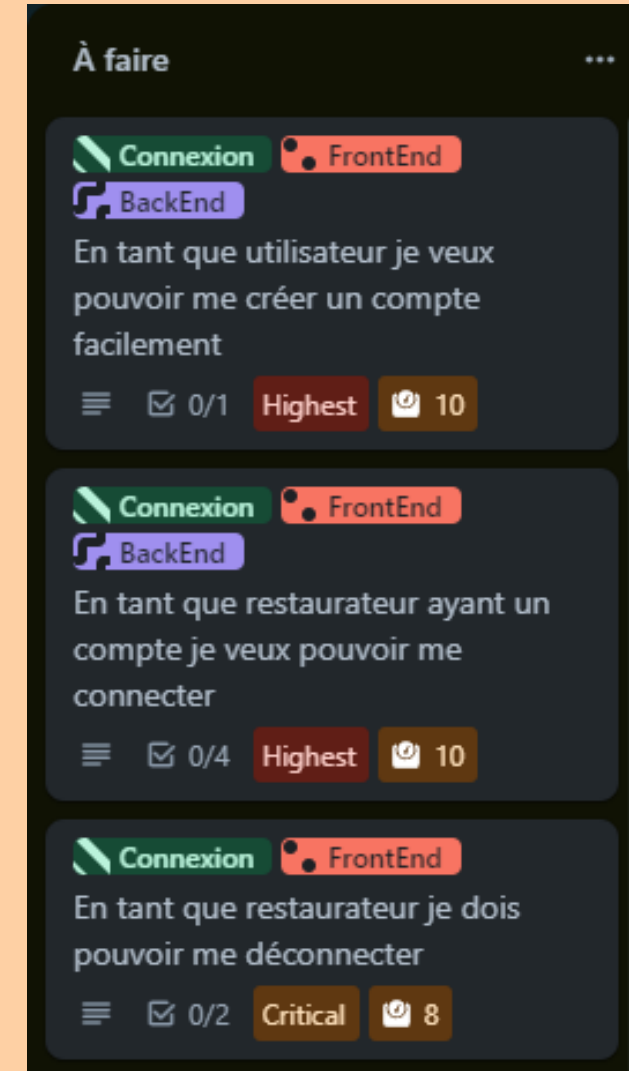 À faire
Connexion FrontEnd
BackEnd
En tant que utilisateur je veux
pouvoir me créer un compte
facilement
0/1 Highest 10
Connexion FrontEnd
BackEnd
En tant que restaurateur ayant un
compte je veux pouvoir me
connecter
0/4 Highest 10
Connexion FrontEnd
En tant que restaurateur je dois
pouvoir me déconnecter
0/2 Critical 8